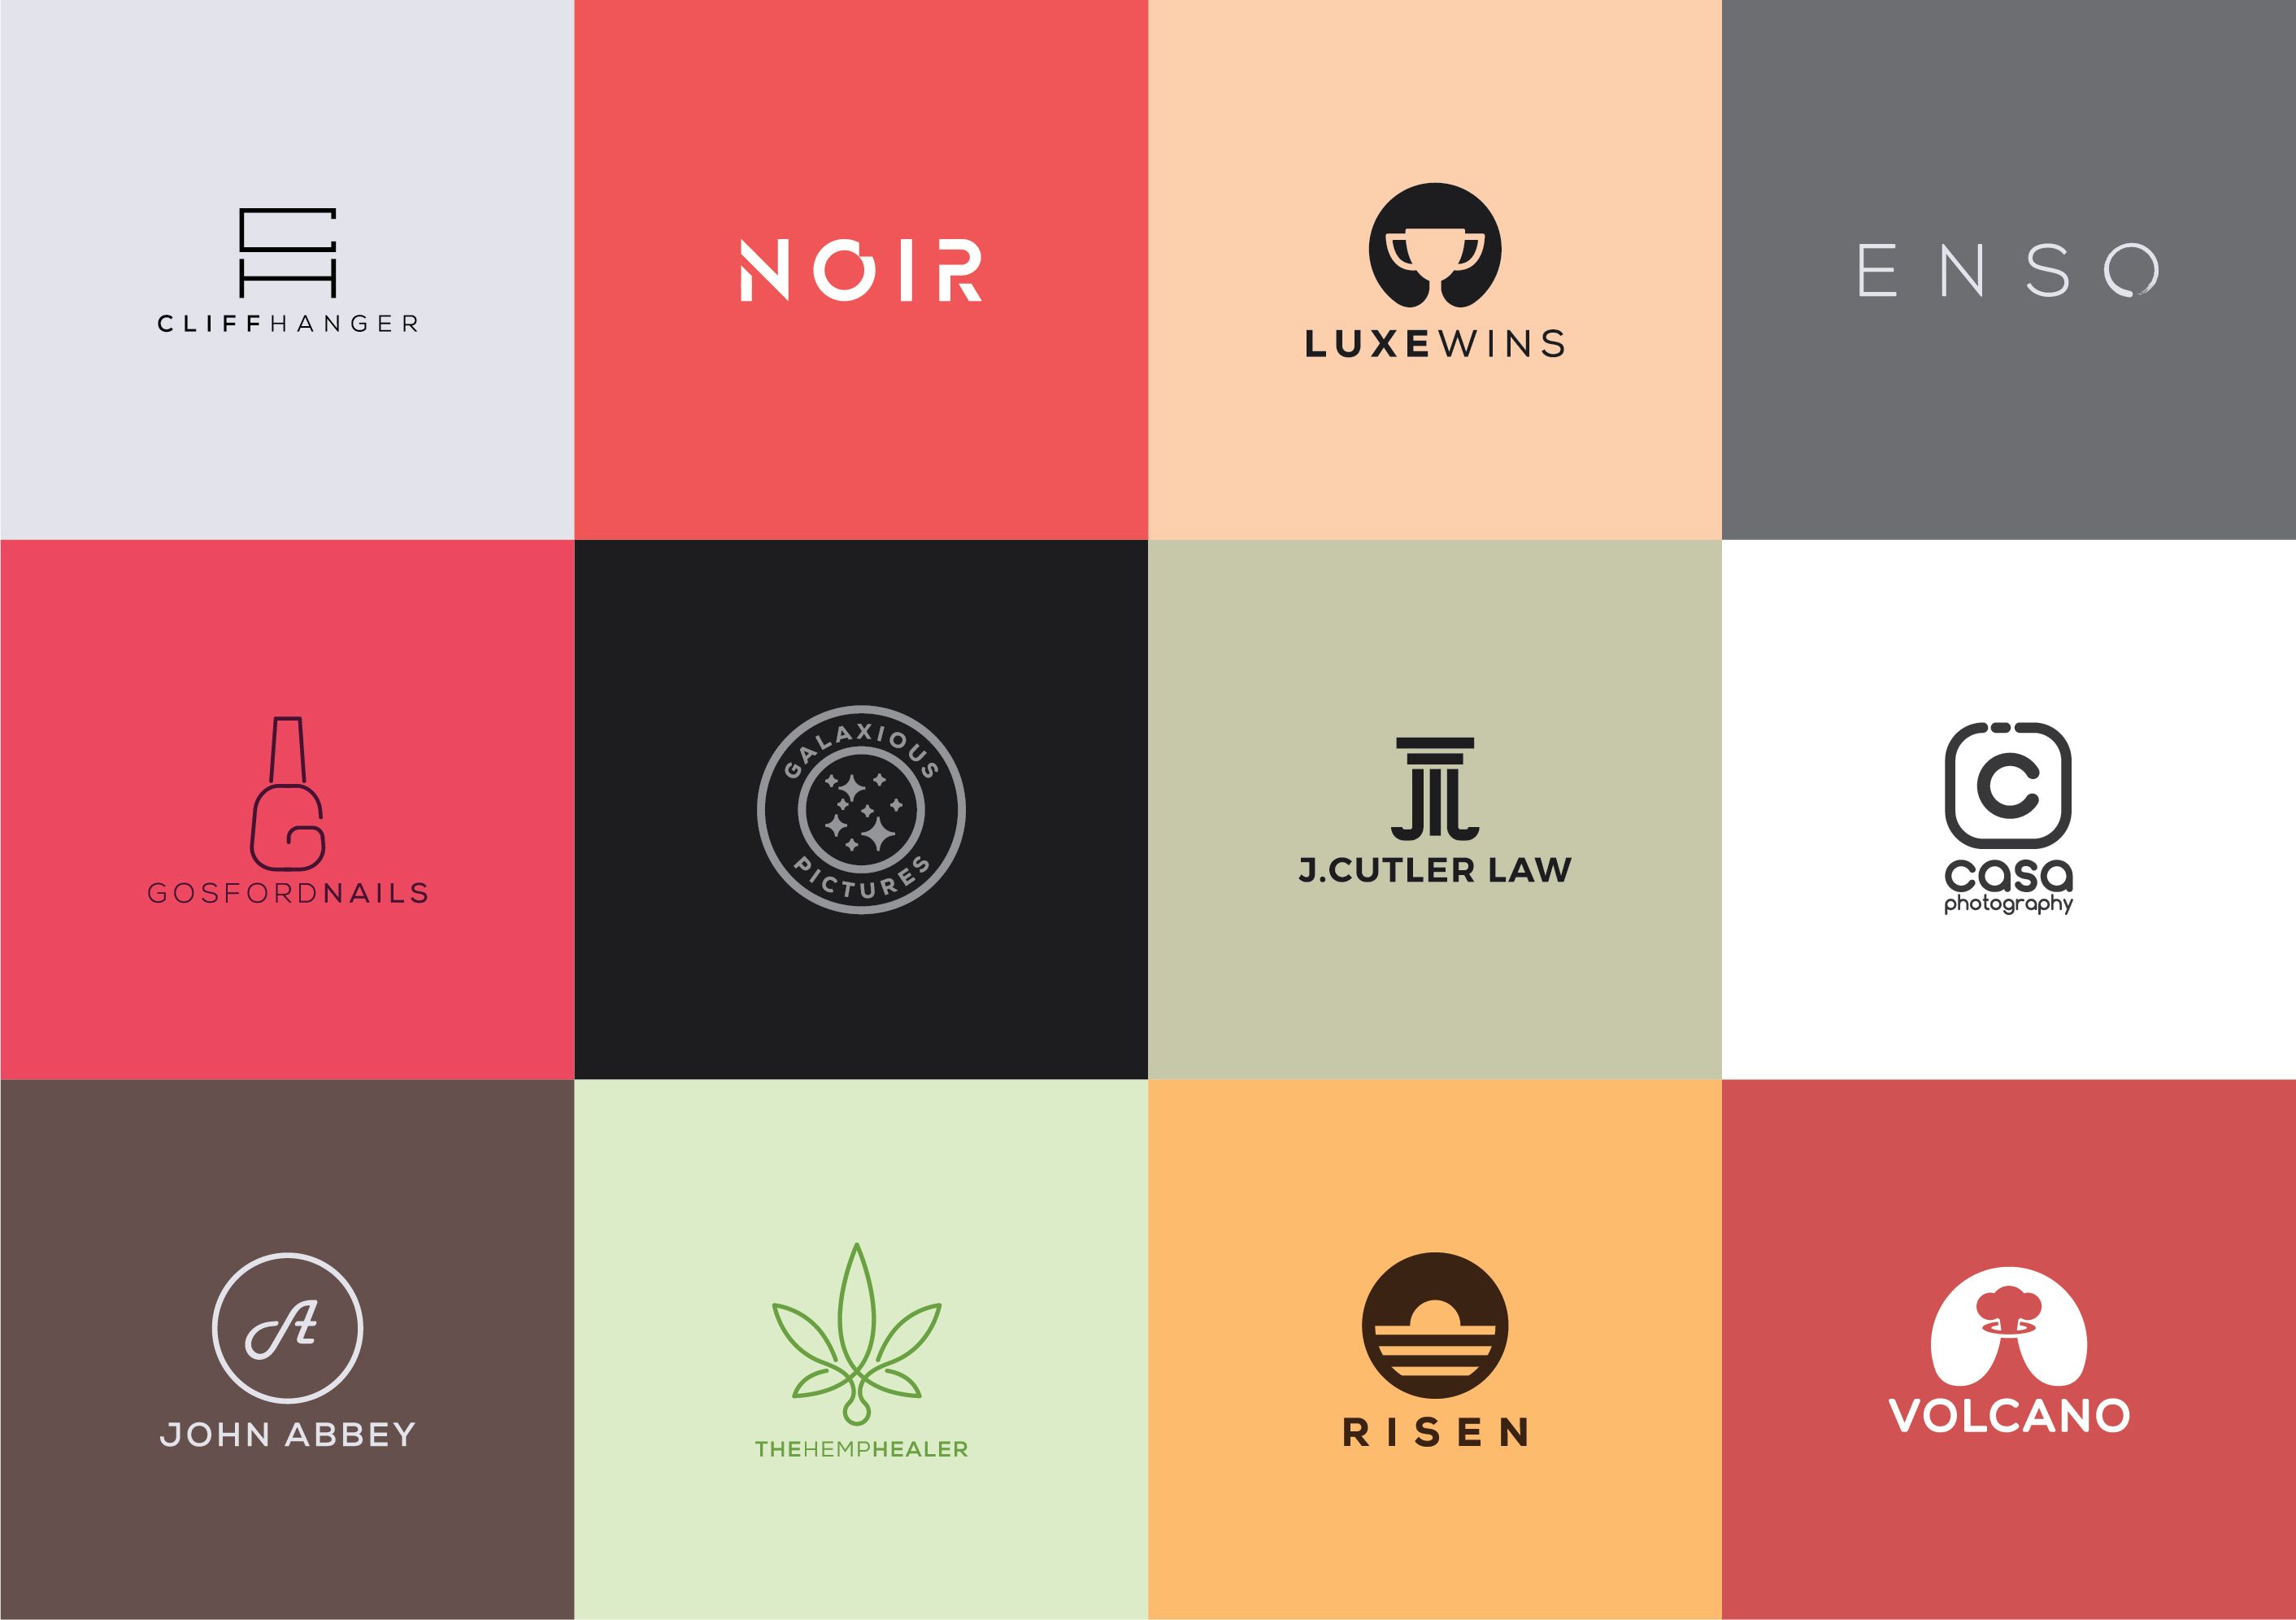 CLIFFHANGER
NOIR
LUXEWINS
ENSO
G
GOSFORDNAILS
GALAXIOUS
PICTURES
J.CUTLER LAW
C
casa
photography
A
JOHN ABBEY
THEHEMPHEALER
RISEN
VOLCANO